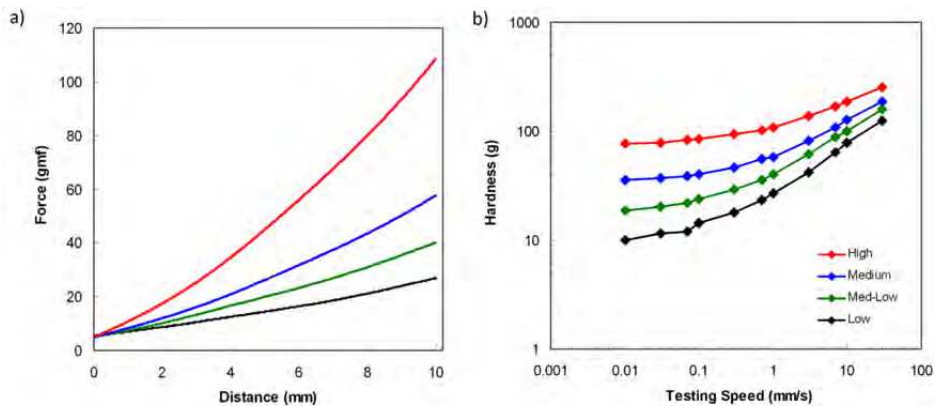 a)
120
100
80
60
40
20
0
Force (gmf)
0 2 4 6 8 10
Distance (mm)
b)
1000
100
10
1
Hardness (g)
0.001 0.01 0.1 1 10 100
Testing Speed (mm/s)
High
Medium
Med-Low
Low